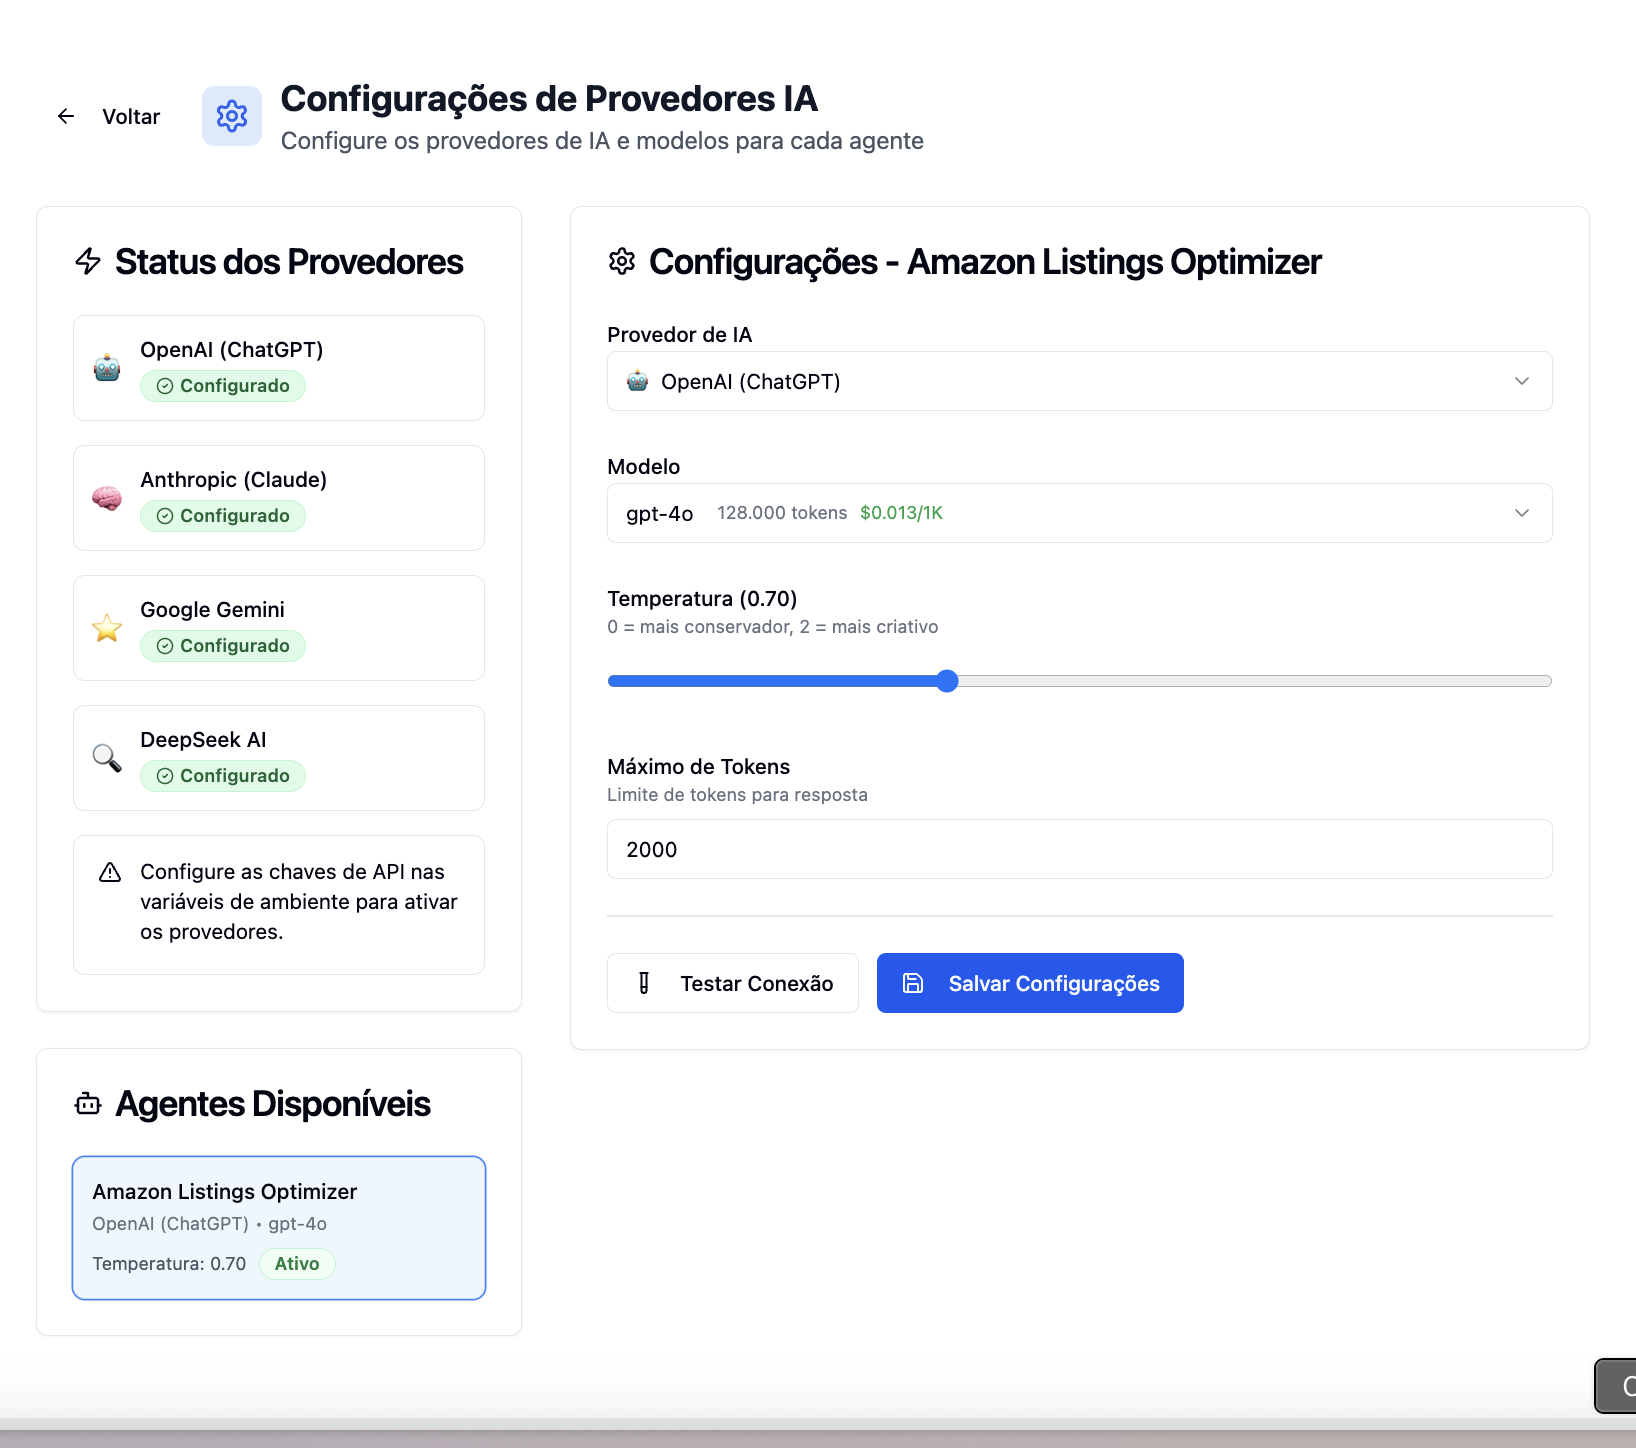 Voltar
Configurações de Provedores IA
Configure os provedores de IA e modelos para cada agente
Status dos Provedores
OpenAI (ChatGPT)
Configurado
Anthropic (Claude)
Configurado
Google Gemini
Configurado
DeepSeek AI
Configurado
Configure as chaves de API nas
variáveis de ambiente para ativar
os provedores.
Agentes Disponíveis
Amazon Listings Optimizer
OpenAI (ChatGPT) • gpt-4o
Temperatura: 0.70 Ativo
Configurações - Amazon Listings Optimizer
Provedor de IA
OpenAI (ChatGPT)
Modelo
gpt-4o 128.000 tokens $0.013/1K
Temperatura (0.70)
0 = mais conservador, 2 = mais criativo
Máximo de Tokens
Limite de tokens para resposta
2000
Testar Conexão
Salvar Configurações